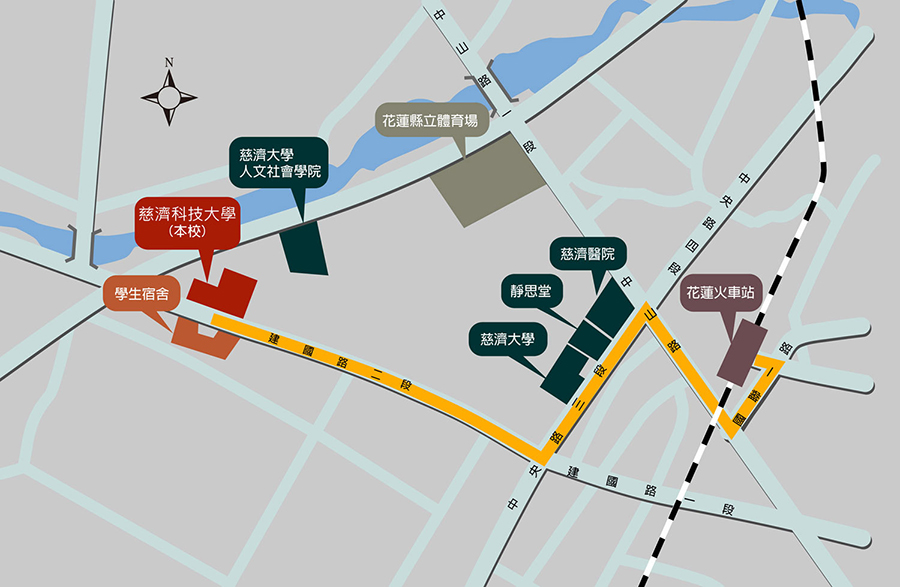 N
中山路一段
花蓮縣立體育場
慈濟大學
人文社會學院
中央路四段
慈濟科技大學
(本校)
慈濟醫院
學生宿舍
靜思堂
花蓮火車站
慈濟大學
中山路
國聯一路
建國路二段
中央路三段
建國路一段